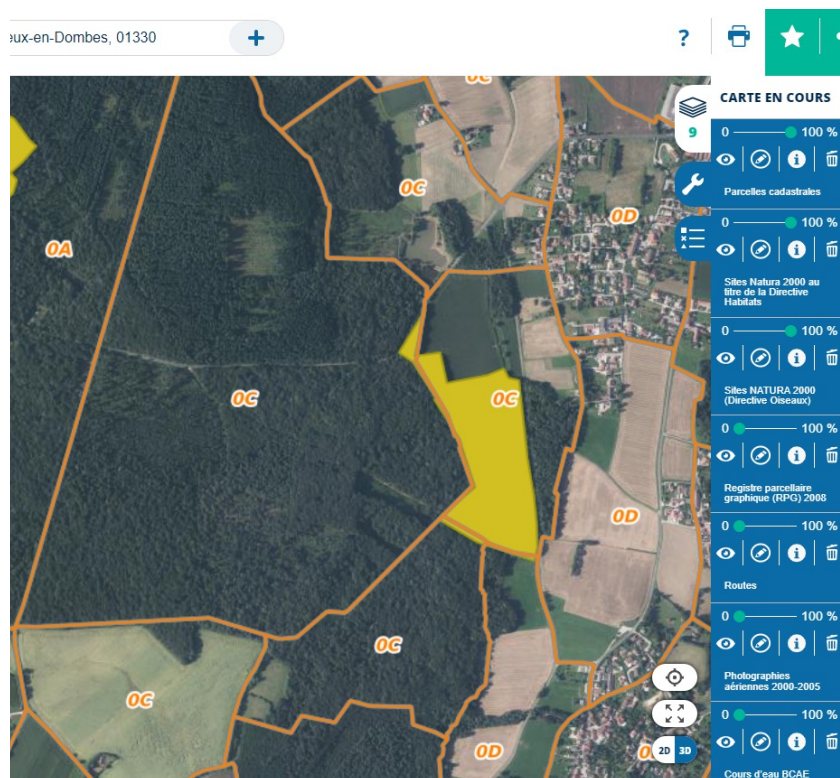 eux-en-Dombes, 01330
+
?
0C
0C
0D
0A
0C
0C
0D
0C
0C
0D
9
2D 3D
CARTE EN COURS
0 100 %
Parcelles cadastrales
0 100 %
Sites Natura 2000 au
titre de la Directive
Habitats
0 100 %
Sites NATURA 2000
(Directive Oiseaux)
0 100 %
Registre parcellaire
graphique (RPG) 2008
0 100 %
Routes
0 100 %
Photographies
aériennes 2000-2005
0 100 %
Cours d'eau BCAE